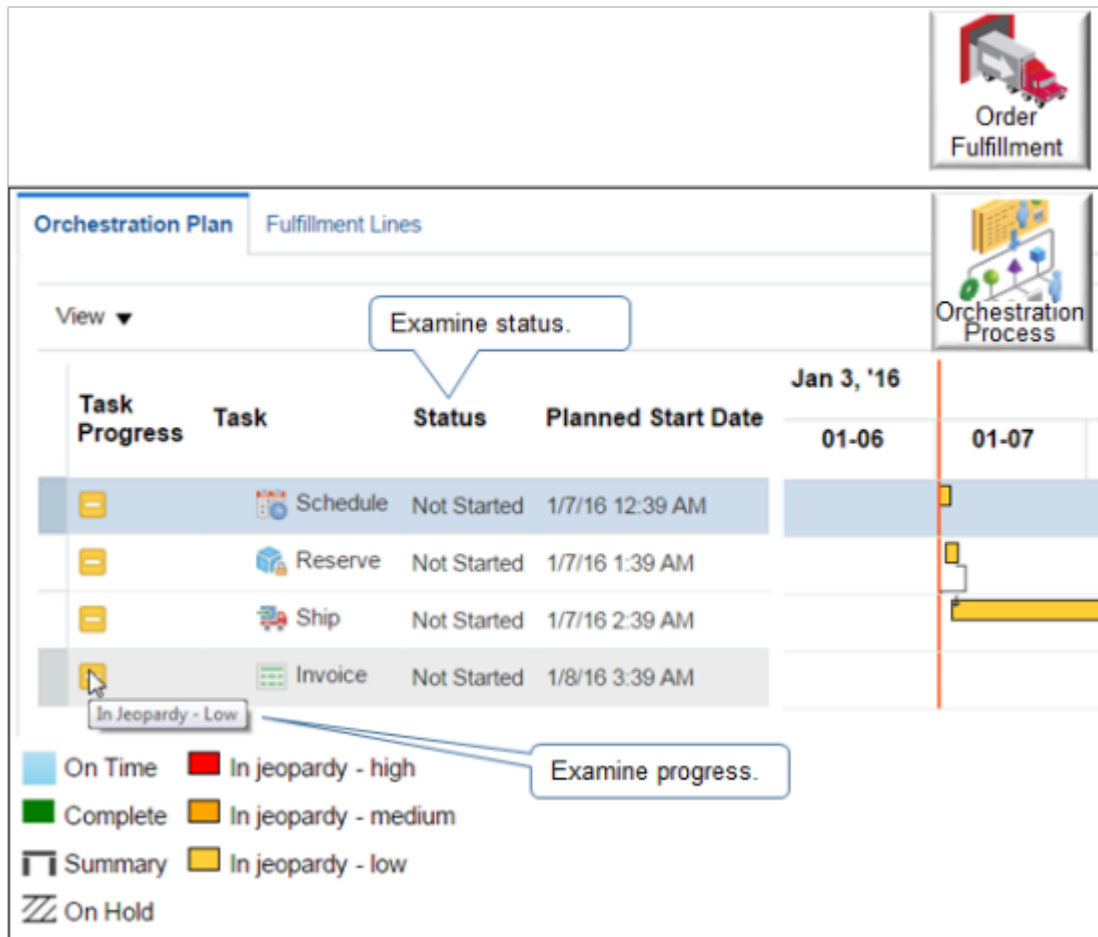 Order
Fulfillment
Orchestration Plan
Fulfillment Lines
Orchestration
Process
View
Examine status.
Jan 3, '16
Task
Progress
Task
Status
Planned Start Date
01-06
01-07
Schedule Not Started 1/7/16 12:39 AM
Reserve Not Started 1/7/16 1:39 AM
Ship Not Started 1/7/16 2:39 AM
Invoice Not Started 1/8/16 3:39 AM
In Jeopardy - Low
Examine progress.
On Time In jeopardy - high
Complete In jeopardy - medium
Summary In jeopardy - low
On Hold